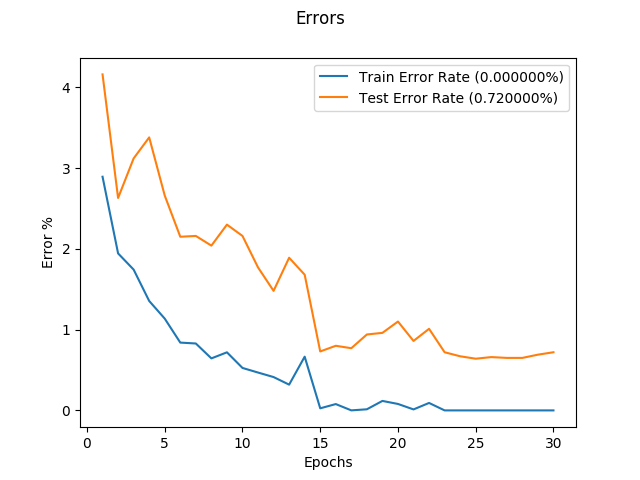 Errors
Train Error Rate (0.000000%)
Test Error Rate (0.720000%)
Error %
4
3
2
1
0
0 5 10 15 20 25 30
Epochs